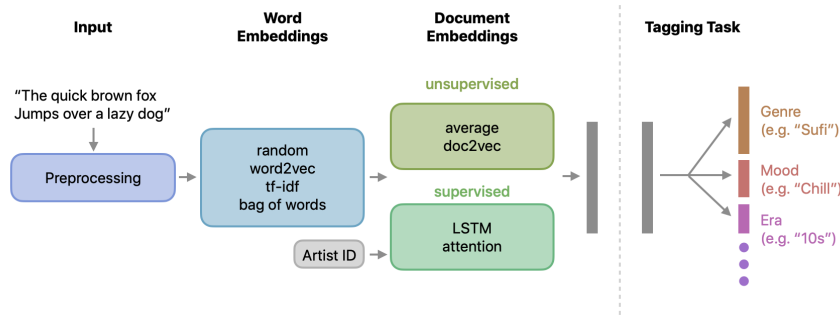 Input
Word
Embeddings
Document
Embeddings
Tagging Task
“The quick brown fox
Jumps over a lazy dog”
Preprocessing
random
word2vec
tf-idf
bag of words
Artist ID
unsupervised
average
doc2vec
supervised
LSTM
attention
Genre
(e.g. “Sufi”)
Mood
(e.g. “Chill”)
Era
(e.g. “10s”)